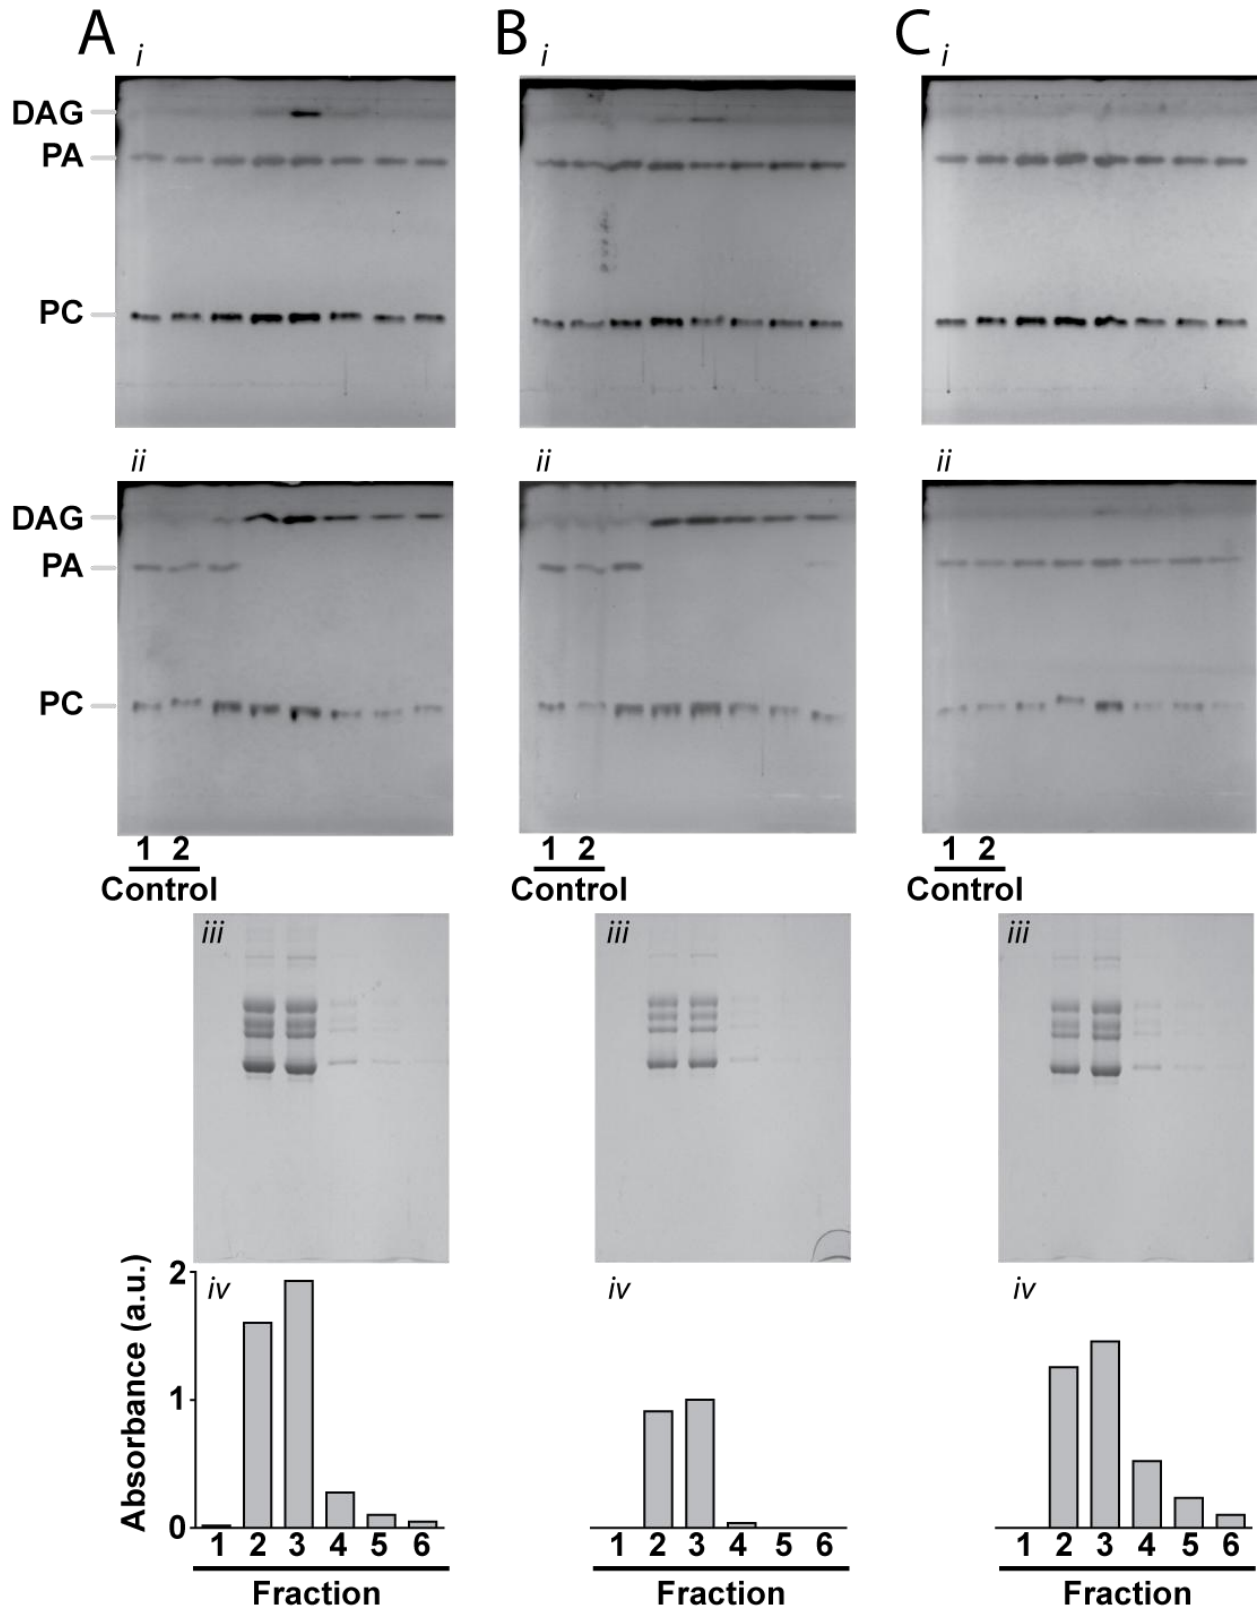 A B C
i i i
DAG
PA
PC
ii ii ii
DAG
PA
PC
1 2 1 2 1 2
Control Control Control
iii iii iii
Absorbance (a.u.)
2
1
0
iv iv iv
1 2 3 4 5 6 1 2 3 4 5 6 1 2 3 4 5 6
Fraction Fraction Fraction